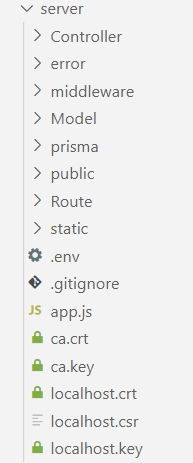 server
Controller
error
middleware
Model
prisma
public
Route
static
.env
.gitignore
JS app.js
ca.crt
ca.key
localhost.crt
localhost.csr
localhost.key